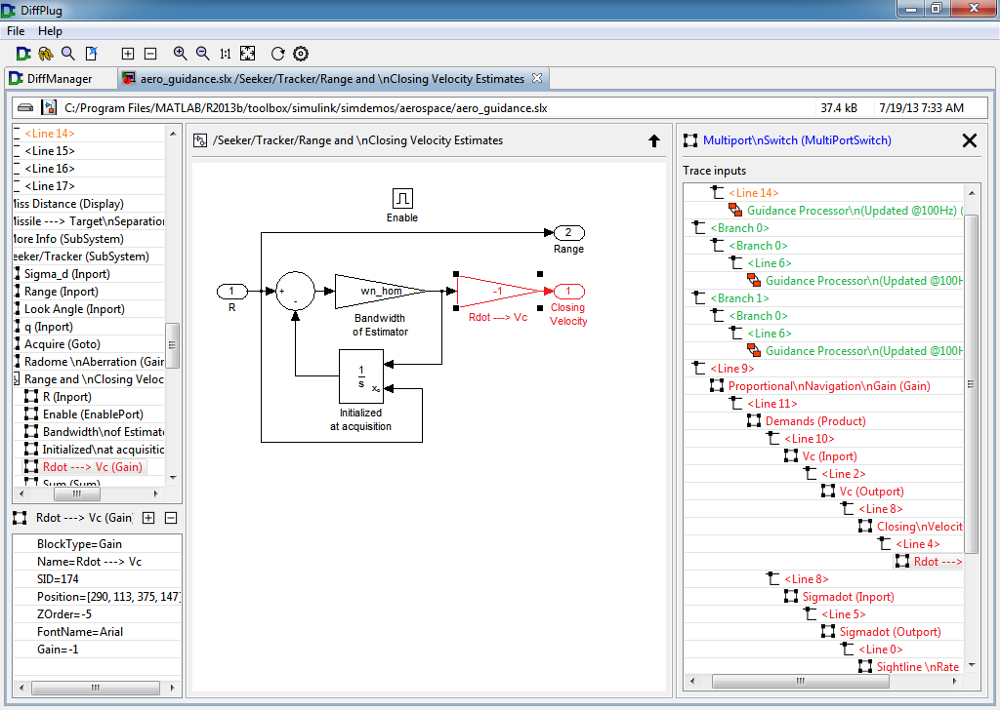 DiffPlug
File Help
1:1
DiffManager
aero_guidance.slx /Seeker/Tracker/Range and \nClosing Velocity Estimates
C:/Program Files/MATLAB/R2013b/toolbox/simulink/simdemos/aerospace/aero_guidance.slx 37.4 kB 7/19/13 7:33 AM
<Line 14>
<Line 15>
<Line 16>
<Line 17>
Miss Distance (Display)
Missile ---> Target\nSeparation
More Info (SubSystem)
eeker/Tracker (SubSystem)
Sigma_d (Inport)
Range (Inport)
Look Angle (Inport)
q (Inport)
Acquire (Goto)
Radome \nAberration (Gain
Range and \nClosing Veloc
R (Inport)
Enable (EnablePort)
Bandwidth\nof Estimate
Initialized\nat acquisitic
Rdot ---> Vc (Gain)
Sum (Sum)
Rdot ---> Vc (Gain)
BlockType=Gain
Name=Rdot ---> Vc
SID=174
Position=[290, 113, 375, 147]
ZOrder=-5
FontName=Arial
Gain=-1
/Seeker/Tracker/Range and \nClosing Velocity Estimates
Enable
2
Range
1
R
+
-
wn_hom
Bandwidth
of Estimator
-1
Rdot ---> Vc
1
Closing
Velocity
1
s
xo
Initialized
at acquisition
Multiport\nSwitch (MultiPortSwitch)
Trace inputs
<Line 14>
Guidance Processor\n(Updated @100Hz) (
<Branch 0>
<Branch 0>
<Line 6>
Guidance Processor\n(Updated @100H
<Branch 1>
<Branch 0>
<Line 6>
Guidance Processor\n(Updated @100H
<Line 9>
Proportional\nNavigation\nGain (Gain)
<Line 11>
Demands (Product)
<Line 10>
Vc (Inport)
<Line 2>
Vc (Outport)
<Line 8>
Closing\nVelocit
<Line 4>
Rdot --->
<Line 8>
Sigmadot (Inport)
<Line 5>
Sigmadot (Outport)
<Line 0>
Sightline \nRate